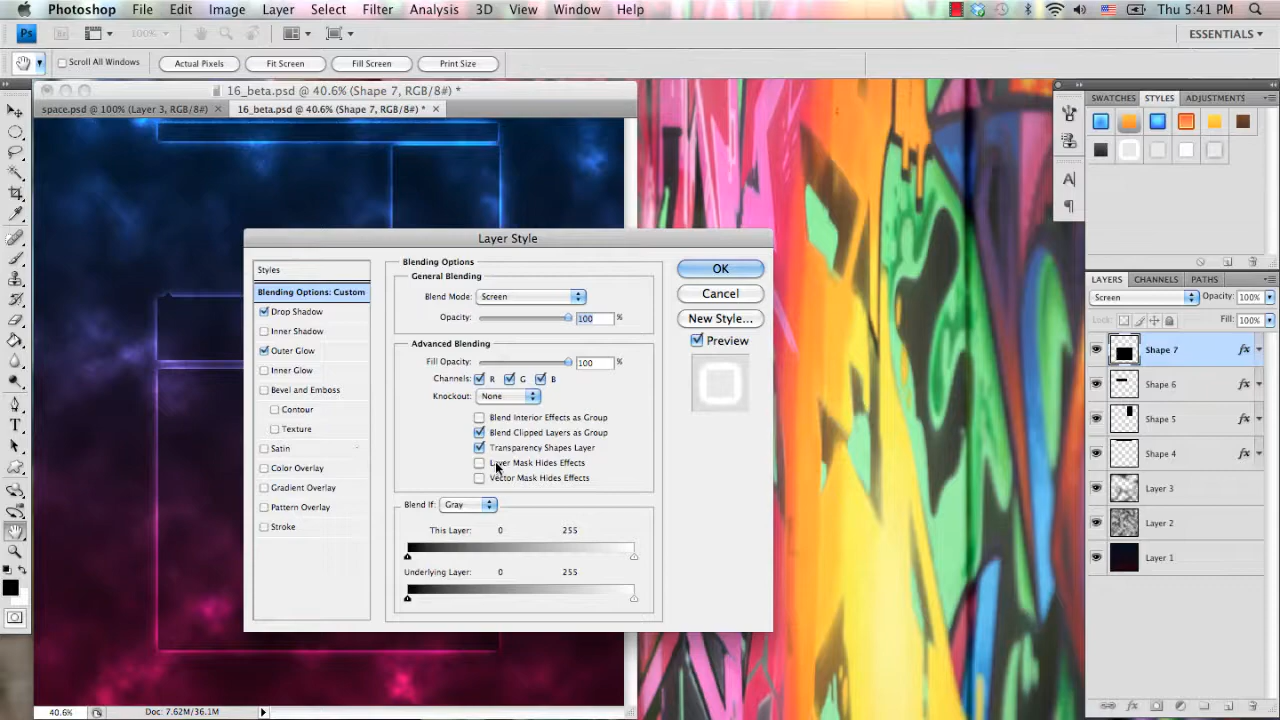 Photoshop File Edit Image Layer Select Filter Analysis 3D View Window Help Thu 5:41 PM
Ps Br 100% ESSENTIALS
Scroll All Windows Actual Pixels Fit Screen Fill Screen Print Size
16_beta.psd @ 40.6% (Shape 7, RGB/8#) *
space.psd @ 100% (Layer 3, RGB/8#) × 16_beta.psd @ 40.6% (Shape 7, RGB/8#) * ×
SWATCHES STYLES ADJUSTMENTS
Layer Style
Styles
Blending Options: Custom
Drop Shadow
Inner Shadow
Outer Glow
Inner Glow
Bevel and Emboss
Contour
Texture
Satin
Color Overlay
Gradient Overlay
Pattern Overlay
Stroke
Blending Options
General Blending
Blend Mode: Screen
Opacity: 100 %
Advanced Blending
Fill Opacity: 100 %
Channels: R G B
Knockout: None
Blend Interior Effects as Group
Blend Clipped Layers as Group
Transparency Shapes Layer
Layer Mask Hides Effects
Vector Mask Hides Effects
Blend If: Gray
This Layer: 0 255
Underlying Layer: 0 255
OK
Cancel
New Style...
Preview
LAYERS CHANNELS PATHS
Screen Opacity: 100%
Lock: Fill: 100%
Shape 7 fx
Shape 6 fx
Shape 5 fx
Shape 4 fx
Layer 3
Layer 2
Layer 1
40.6% Doc: 7.62M/36.1M